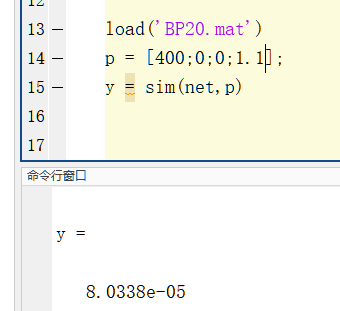 12
13 — load('BP20.mat')
14 — p = [400;0;0;1.1];
15 — y = sim(net,p)
16
17
命令行窗口
y =
8.0338e-05